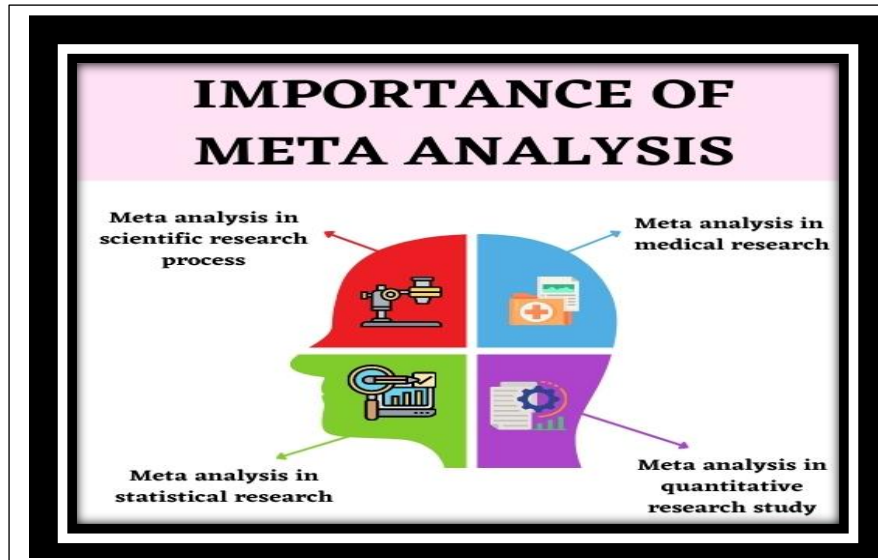 IMPORTANCE OF
META ANALYSIS
Meta analysis in
scientific research
process
Meta analysis in
medical research
Meta analysis in
statistical research
Meta analysis in
quantitative
research study